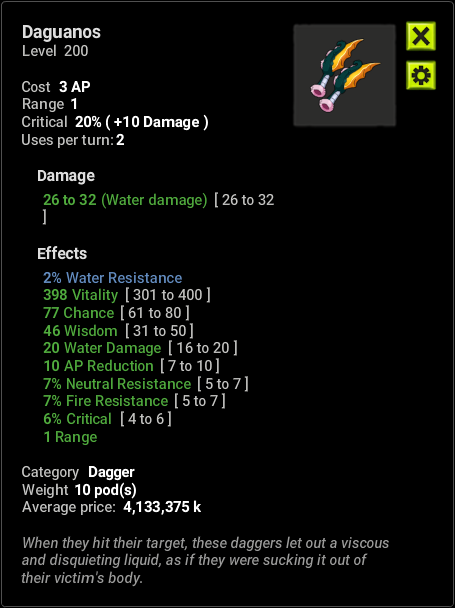 Daguanos
Level 200
Cost 3 AP
Range 1
Critical 20% ( +10 Damage )
Uses per turn: 2
Damage
26 to 32 (Water damage) [ 26 to 32
]
Effects
2% Water Resistance
398 Vitality [ 301 to 400 ]
77 Chance [ 61 to 80 ]
46 Wisdom [ 31 to 50 ]
20 Water Damage [ 16 to 20 ]
10 AP Reduction [ 7 to 10 ]
7% Neutral Resistance [ 5 to 7 ]
7% Fire Resistance [ 5 to 7 ]
6% Critical [ 4 to 6 ]
1 Range
Category Dagger
Weight 10 pod(s)
Average price: 4,133,375 k
When they hit their target, these daggers let out a viscous
and disquieting liquid, as if they were sucking it out of
their victim's body.